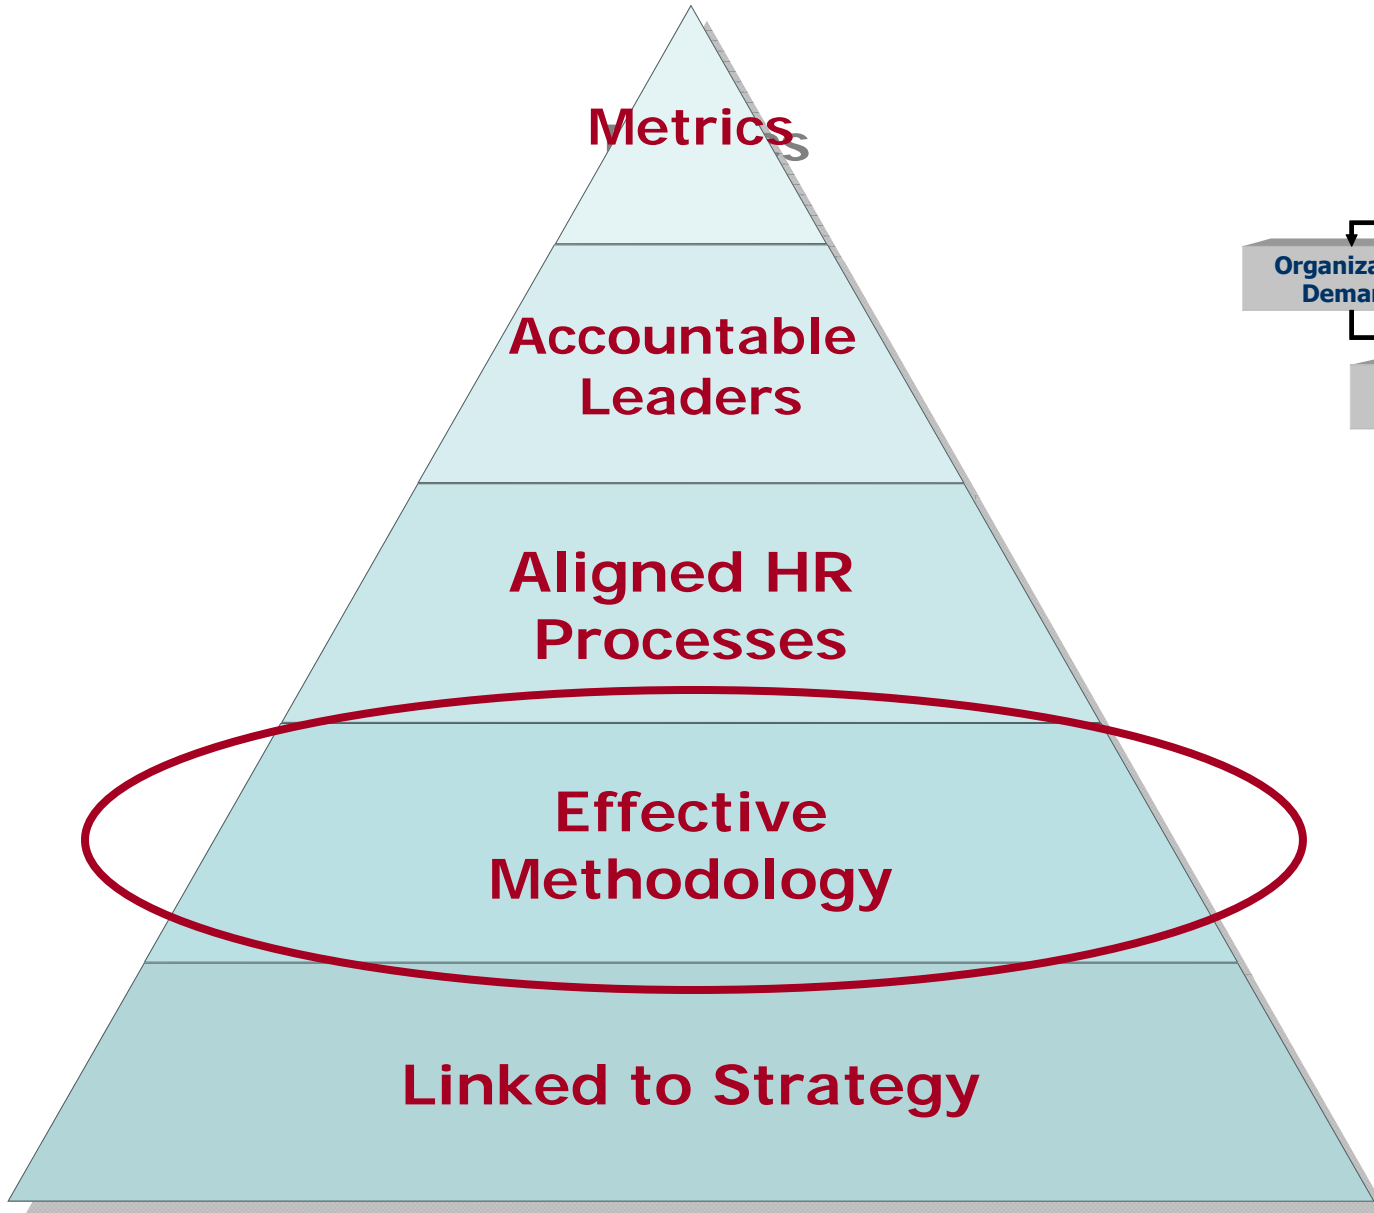 Metrics
Accountable
Leaders
Aligned HR
Processes
Effective
Methodology
Linked to Strategy